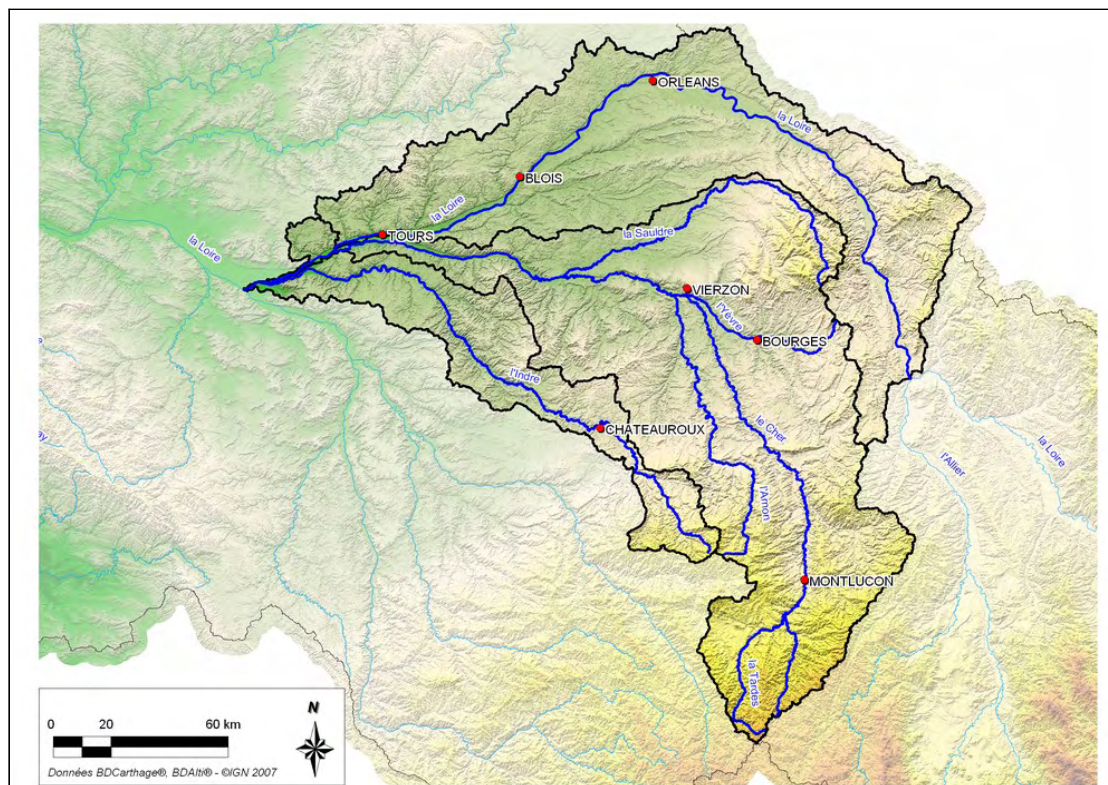 ORLEANS
la Loire
BLOIS
la Loire
TOURS
la Sauldre
la Loire
VIERZON
l'Yèvre
BOURGES
l'Indre
CHATEAUROUX
le Cher
l'Allier
la Loire
l'Arnon
MONTLUCON
la Tardes
0 20 60 km
N
Données BDCarthage®, BDAlti® - ©IGN 2007